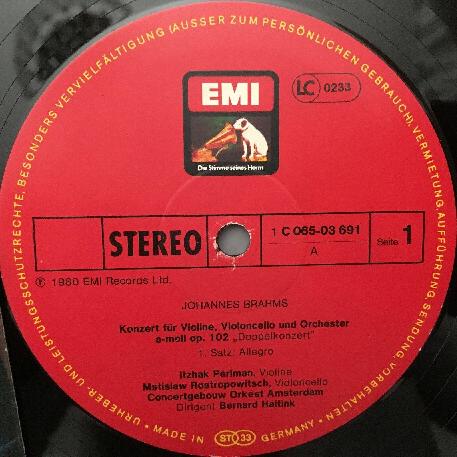 URHEBER- UND LEISTUNGSSCHUTZRECHTE, BESONDERS VERVIELFÄLTIGUNG (AUSSER ZUM PERSÖNLICHEN GEBRAUCH), VERMIETUNG, AUFFÜHRUNG, SENDUNG, VORBEHALTEN
EMI
LC 0233
Die Stimme seines Herrn
STEREO
1 C 065-03 691
A
Seite 1
Ⓟ 1980 EMI Records Ltd.
JOHANNES BRAHMS
Konzert für Violine, Violoncello und Orchester
a-moll op. 102 „Doppelkonzert"
1. Satz: Allegro
Itzhak Perlman, Violine
Mstislaw Rostropowitsch, Violoncello
Concertgebouw Orkest Amsterdam
Dirigent Bernard Haitink
• MADE IN STO 33 GERMANY •